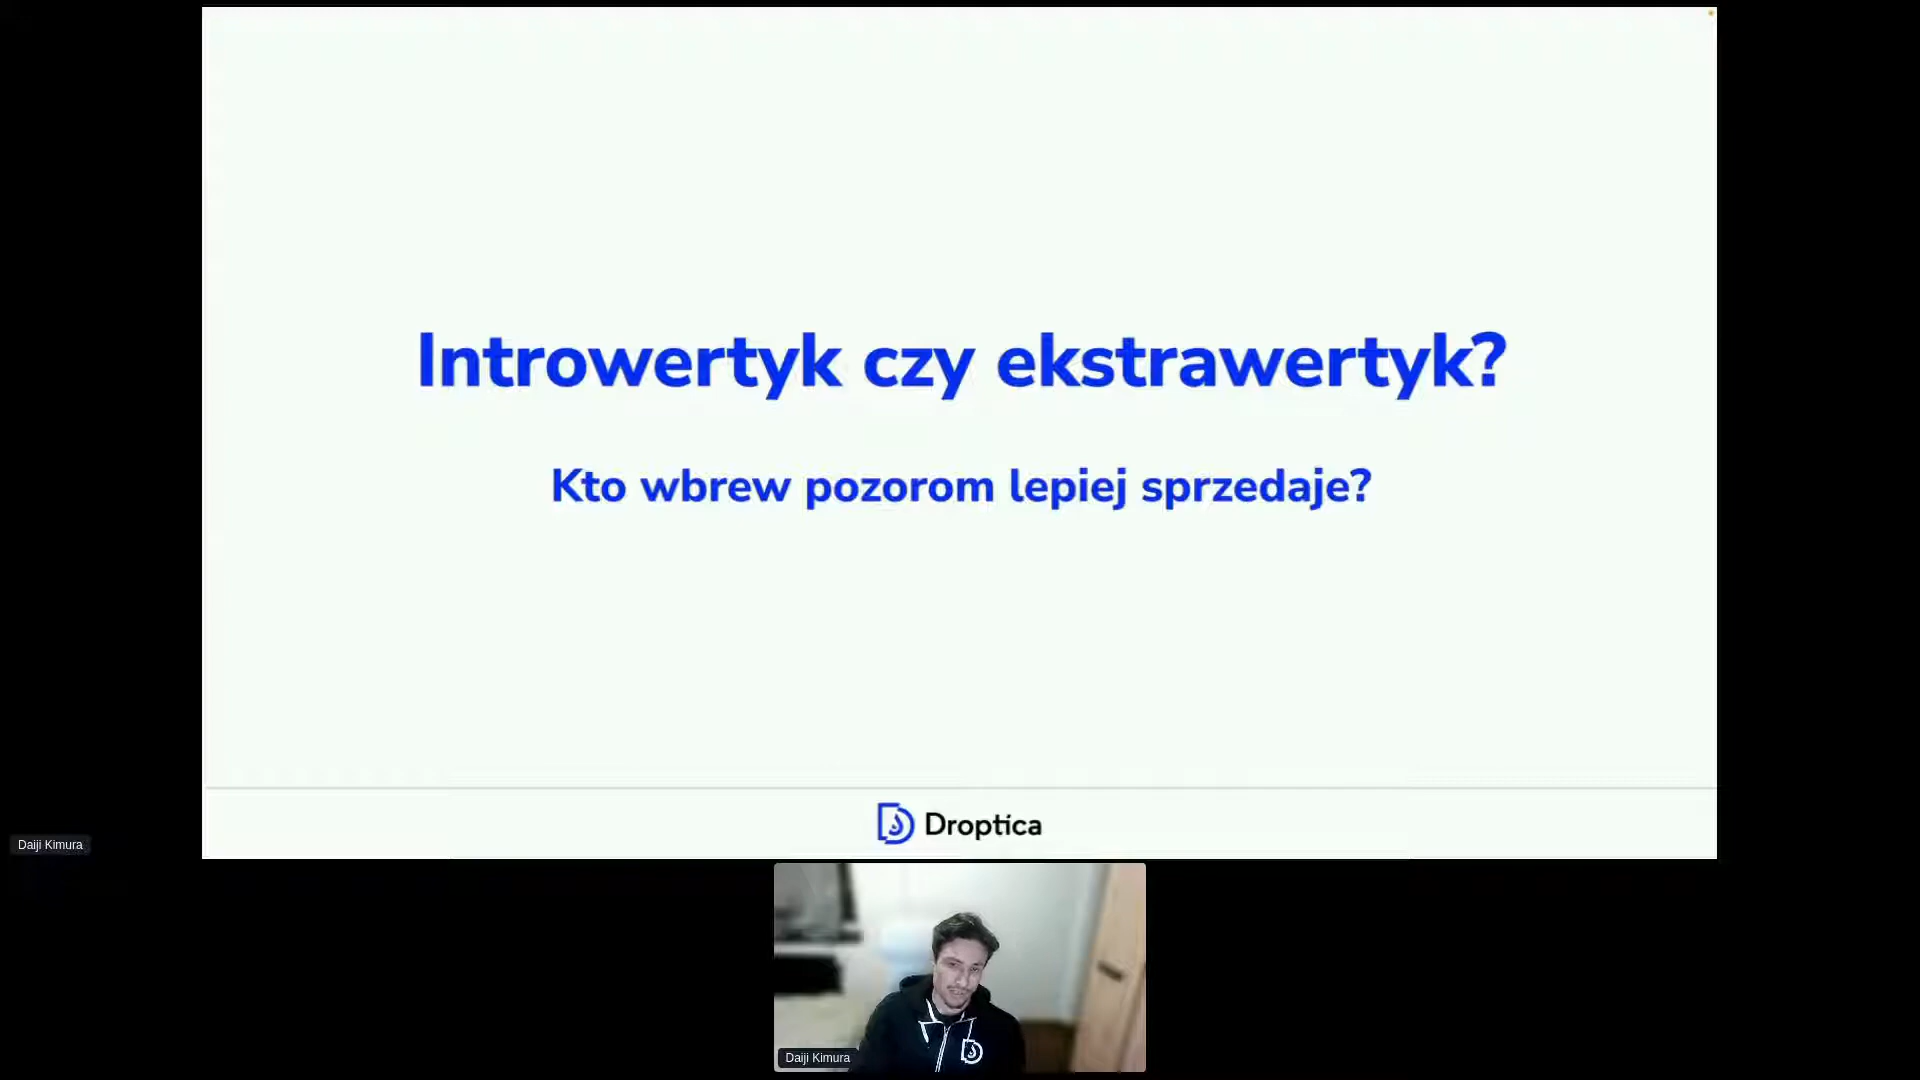 Introwertyk czy ekstrawertyk?
Kto wbrew pozorom lepiej sprzedaje?
Droptica
Daiji Kimura
Daiji Kimura